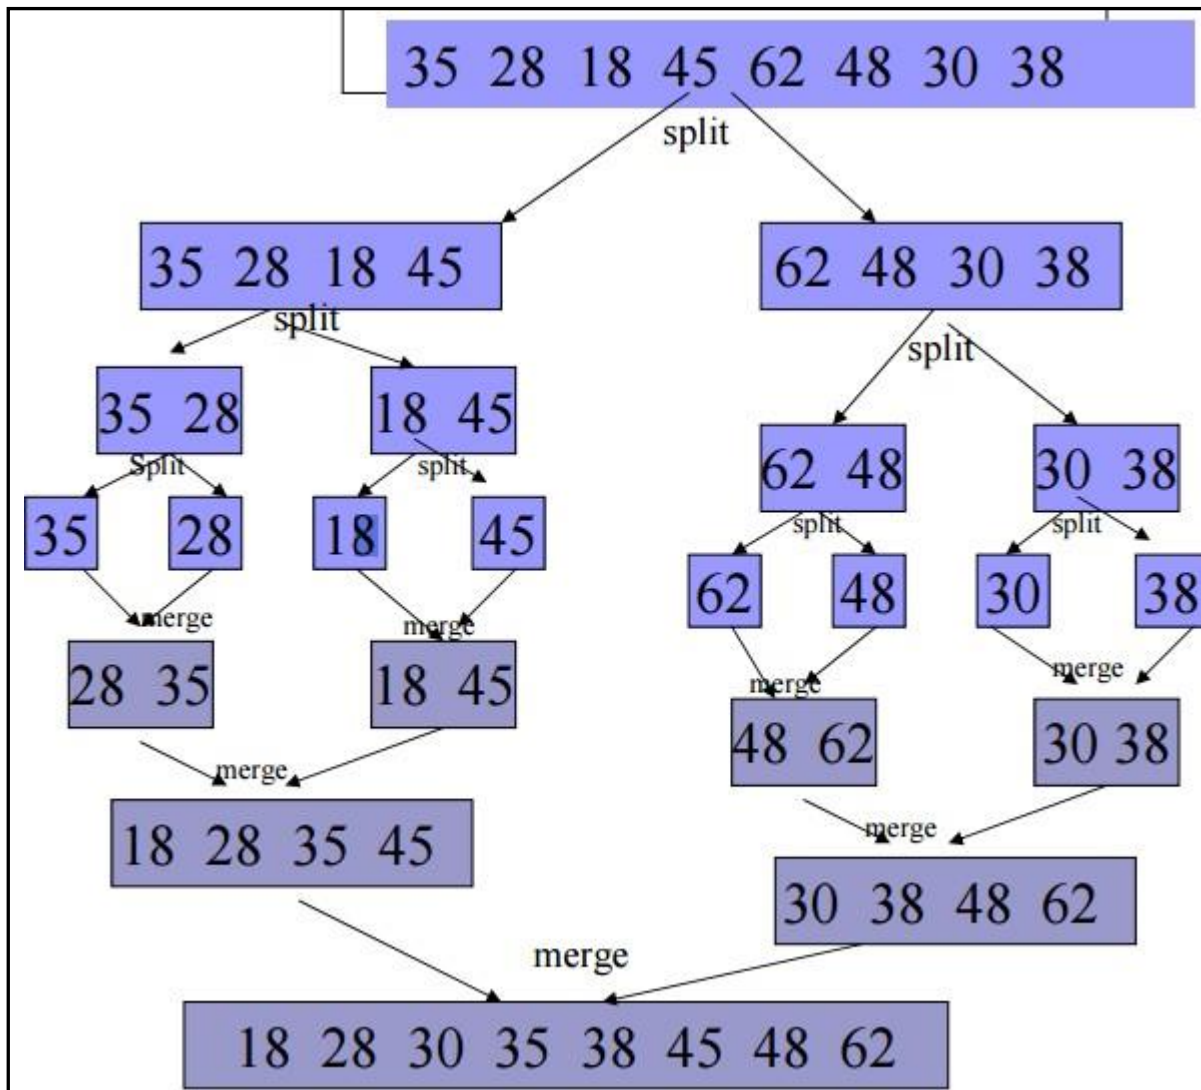 35 28 18 45 62 48 30 38
split
35 28 18 45
62 48 30 38
split
split
35 28
18 45
62 48
30 38
Split
split
split
split
35
28
18
45
62
48
30
38
merge
merge
merge
merge
28 35
18 45
48 62
30 38
merge
merge
18 28 35 45
30 38 48 62
merge
18 28 30 35 38 45 48 62